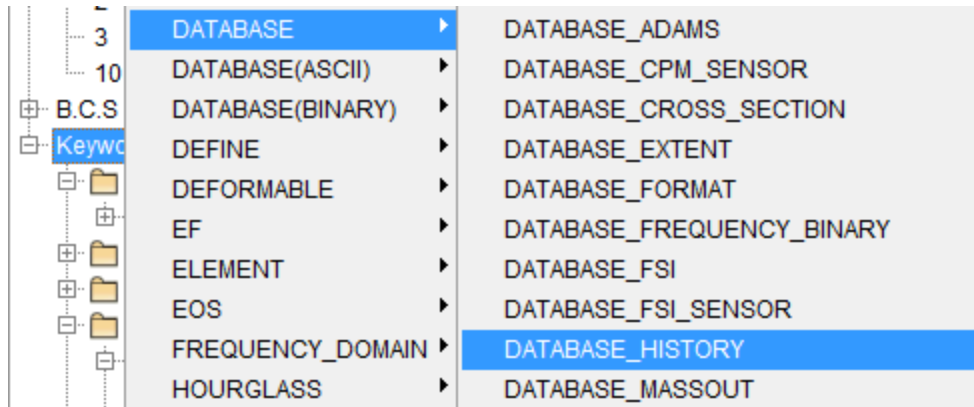 3
10
B.C.S
Keywo
DATABASE
DATABASE(ASCII)
DATABASE(BINARY)
DEFINE
DEFORMABLE
EF
ELEMENT
EOS
FREQUENCY_DOMAIN
HOURGLASS
DATABASE_ADAMS
DATABASE_CPM_SENSOR
DATABASE_CROSS_SECTION
DATABASE_EXTENT
DATABASE_FORMAT
DATABASE_FREQUENCY_BINARY
DATABASE_FSI
DATABASE_FSI_SENSOR
DATABASE_HISTORY
DATABASE_MASSOUT